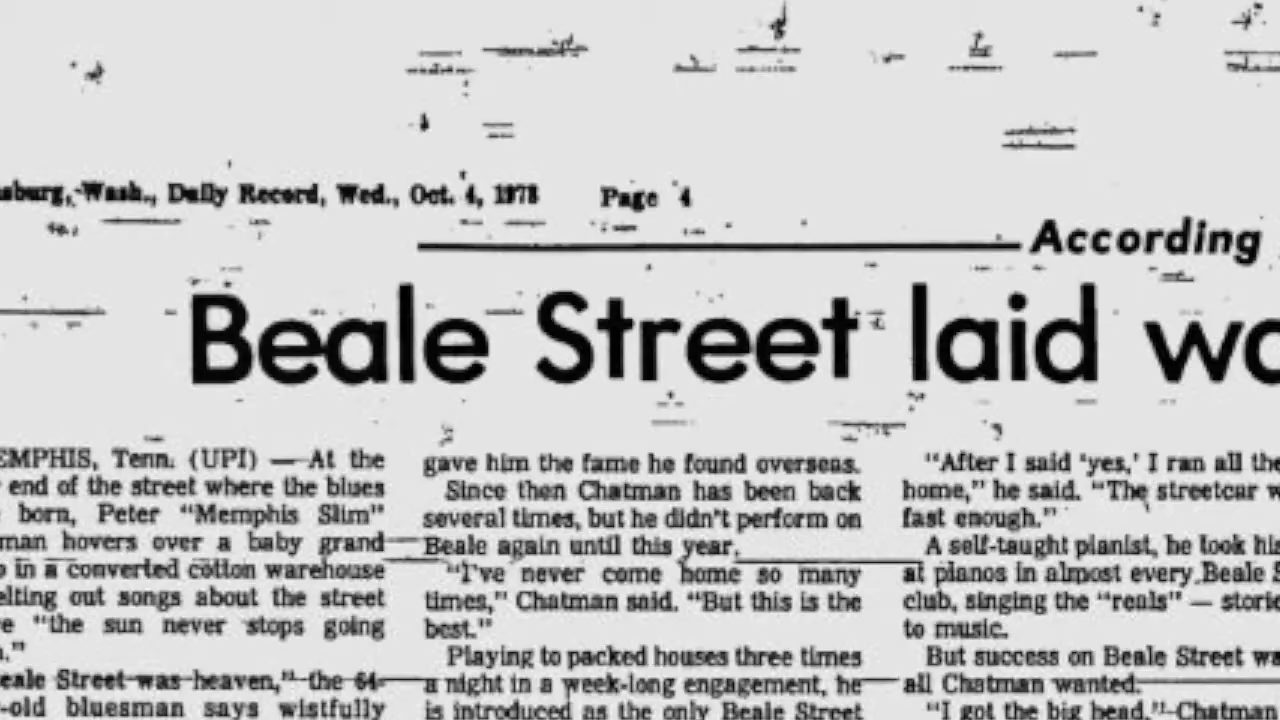 sburg, Wash., Daily Record, Wed., Oct. 4, 1978 Page 4
According
Beale Street laid wa
EMPHIS, Tenn. (UPI) — At the
end of the street where the blues
born, Peter "Memphis Slim"
man hovers over a baby grand
o in a converted cotton warehouse
elting out songs about the street
re "the sun never stops going
."
eale Street was heaven," the 64-
-old bluesman says wistfully
gave him the fame he found overseas.
Since then Chatman has been back
several times, but he didn't perform on
Beale again until this year.
"I've never come home so many
times," Chatman said. "But this is the
best."
Playing to packed houses three times
a night in a week-long engagement, he
is introduced as the only Beale Street
"After I said 'yes,' I ran all the
home," he said. "The streetcar w
fast enough."
A self-taught pianist, he took his
at pianos in almost every Beale S
club, singing the "reals" — storie
to music.
But success on Beale Street wa
all Chatman wanted.
"I got the big head," Chatman